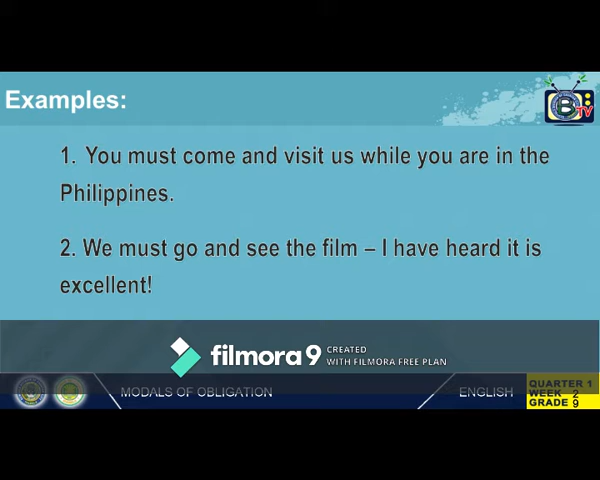 Examples:
B
TV
1. You must come and visit us while you are in the
Philippines.
2. We must go and see the film – I have heard it is
excellent!
filmora 9 CREATED
WITH FILMORA FREE PLAN
MODALS OF OBLIGATION
ENGLISH
QUARTER 1
WEEK 2
GRADE 9